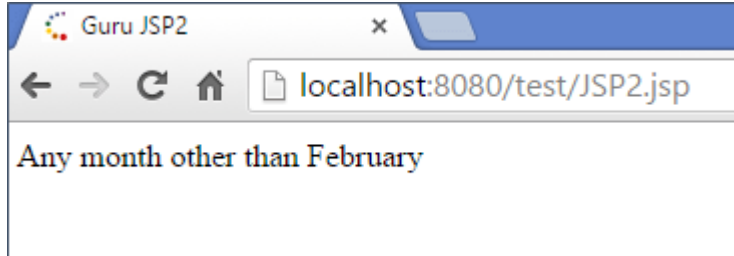 Guru JSP2
localhost:8080/test/JSP2.jsp
Any month other than February